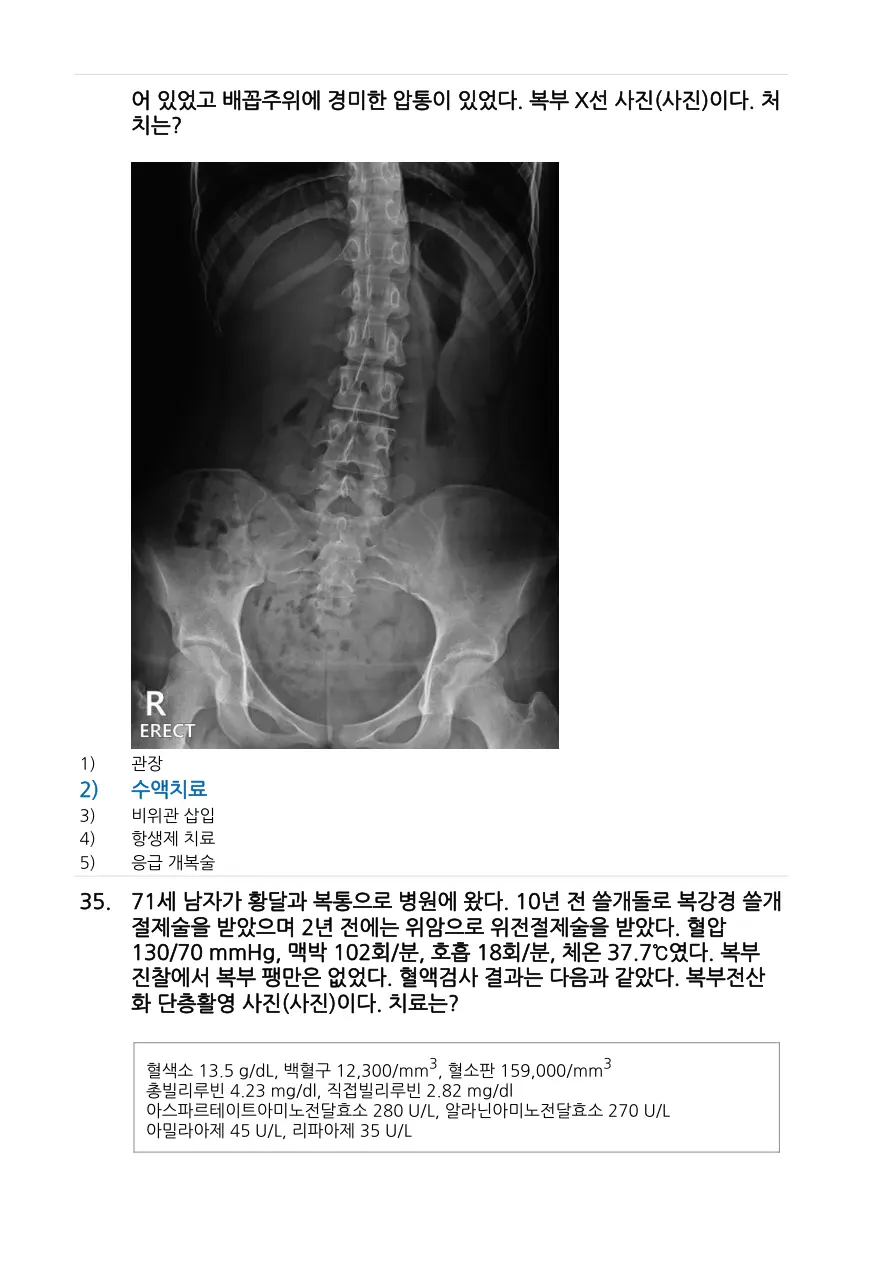 어 있었고 배꼽주위에 경미한 압통이 있었다. 복부 X선 사진(사진)이다. 처
치는?
R
ERECT
1) 관장
2) 수액치료
3) 비위관 삽입
4) 항생제 치료
5) 응급 개복술
35. 71세 남자가 황달과 복통으로 병원에 왔다. 10년 전 쓸개돌로 복강경 쓸개
절제술을 받았으며 2년 전에는 위암으로 위전절제술을 받았다. 혈압
130/70 mmHg, 맥박 102회/분, 호흡 18회/분, 체온 37.7℃였다. 복부
진찰에서 복부 팽만은 없었다. 혈액검사 결과는 다음과 같았다. 복부전산
화 단층활영 사진(사진)이다. 치료는?
혈색소 13.5 g/dL, 백혈구 12,300/mm³, 혈소판 159,000/mm³
총빌리루빈 4.23 mg/dl, 직접빌리루빈 2.82 mg/dl
아스파르테이트아미노전달효소 280 U/L, 알라닌아미노전달효소 270 U/L
아밀라아제 45 U/L, 리파아제 35 U/L